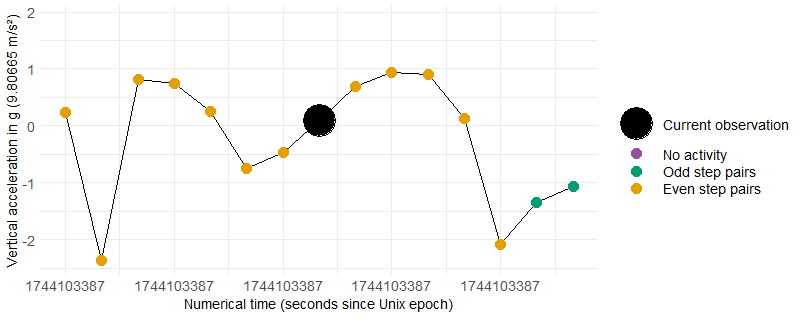 Vertical acceleration in g (9.80665 m/s²)
2
1
0
-1
-2
1744103387 1744103387 1744103387 1744103387 1744103387
Numerical time (seconds since Unix epoch)
Current observation
No activity
Odd step pairs
Even step pairs